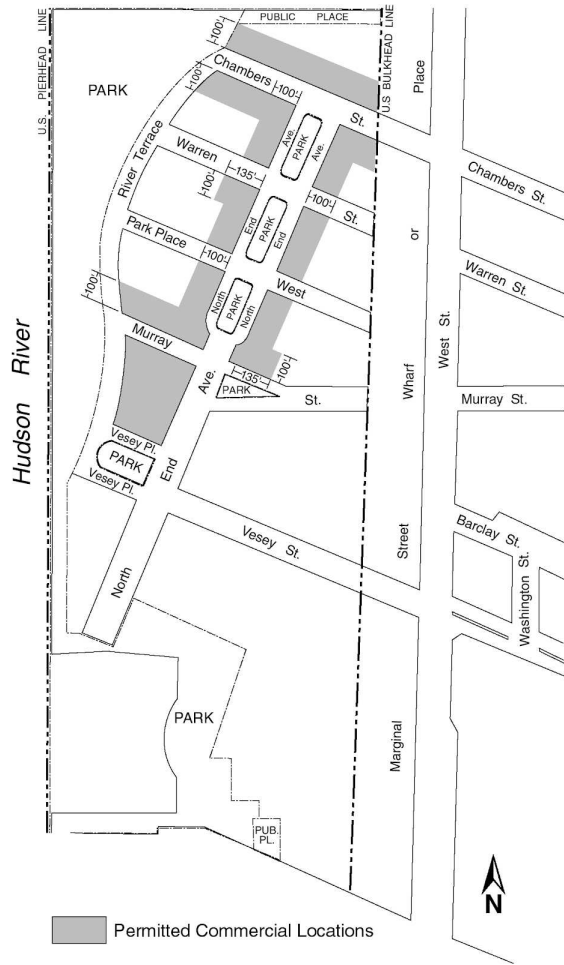 U.S. PIERHEAD LINE
PUBLIC PLACE
U.S BULKHEAD LINE
100'
Chambers
Place
PARK
100'
100'
St.
Ave.
PARK
Ave.
River Terrace
Warren
135'
100'
Chambers St.
100'
St.
End
PARK
End
or
Park Place
100'
West
Warren St.
100'
North
PARK
North
West St.
Murray
Hudson River
Ave.
135'
100'
PARK
St.
Wharf
Murray St.
Vesey Pl.
PARK
End
Vesey Pl.
Vesey St.
Street
Barclay St.
Washington St.
North
PARK
Marginal
PUB.
PL.
N
Permitted Commercial Locations